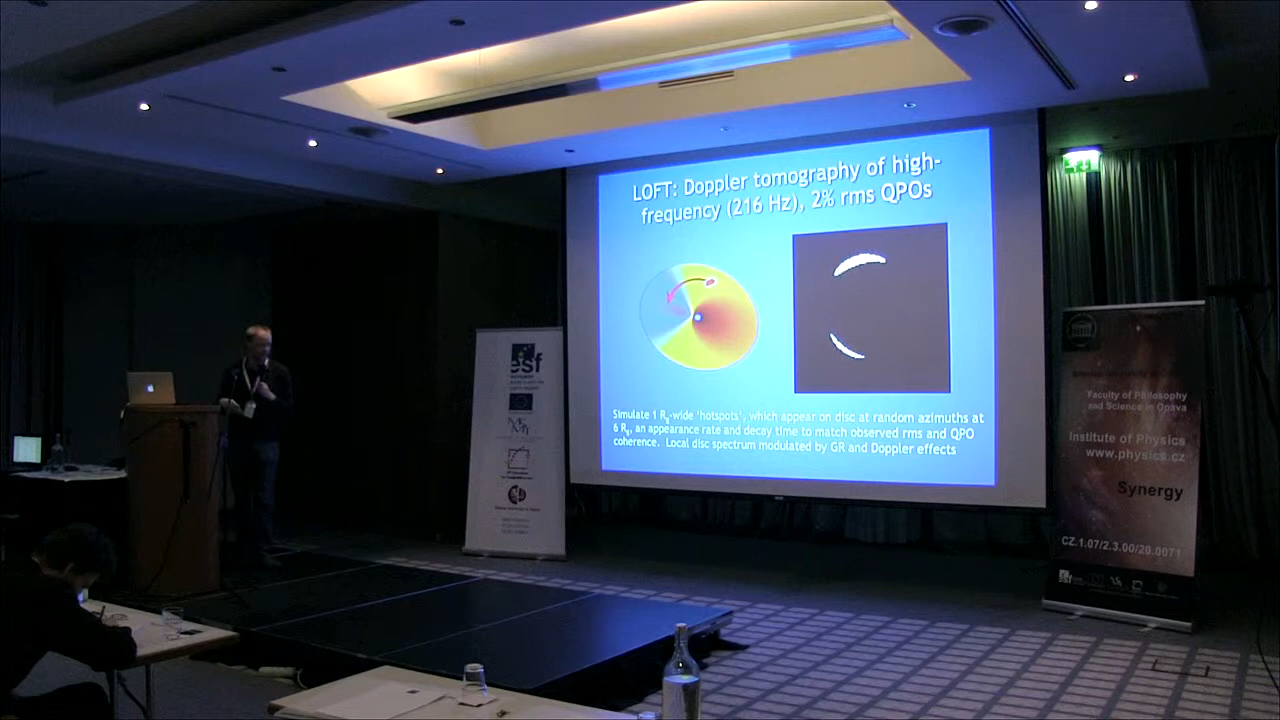 LOFT: Doppler tomography of high-
frequency (216 Hz), 2% rms QPOs
Simulate 1 Rg-wide 'hotspots', which appear on disc at random azimuths at
6 Rg, an appearance rate and decay time to match observed rms and QPO
coherence. Local disc spectrum modulated by GR and Doppler effects
esf
Faculty of Philosophy
and Science in Opava
Institute of Physics
www.physics.cz
Synergy
CZ.1.07/2.3.00/20.0071
esf